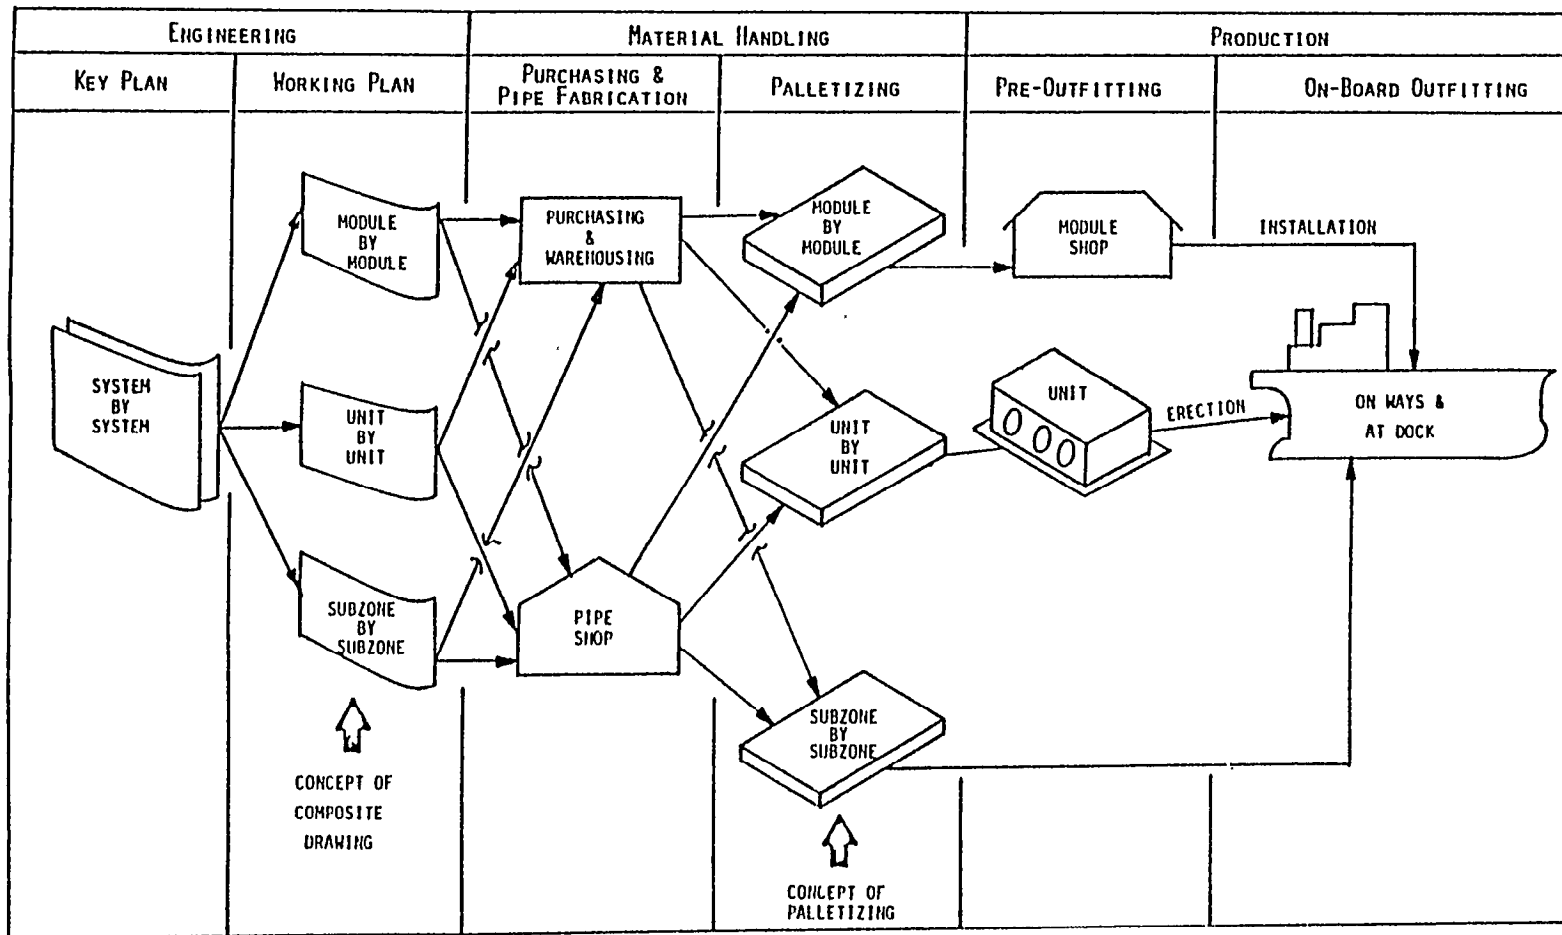 ENGINEERING
MATERIAL HANDLING
PRODUCTION
KEY PLAN
WORKING PLAN
PURCHASING &
PIPE FABRICATION
PALLETIZING
PRE-OUTFITTING
ON-BOARD OUTFITTING
SYSTEM
BY
SYSTEM
MODULE
BY
MODULE
UNIT
BY
UNIT
SUBZONE
BY
SUBZONE
CONCEPT OF
COMPOSITE
DRAWING
PURCHASING
&
WAREHOUSING
PIPE
SHOP
MODULE
BY
MODULE
UNIT
BY
UNIT
SUBZONE
BY
SUBZONE
CONCEPT OF
PALLETIZING
MODULE
SHOP
UNIT
INSTALLATION
ERECTION
ON WAYS &
AT DOCK